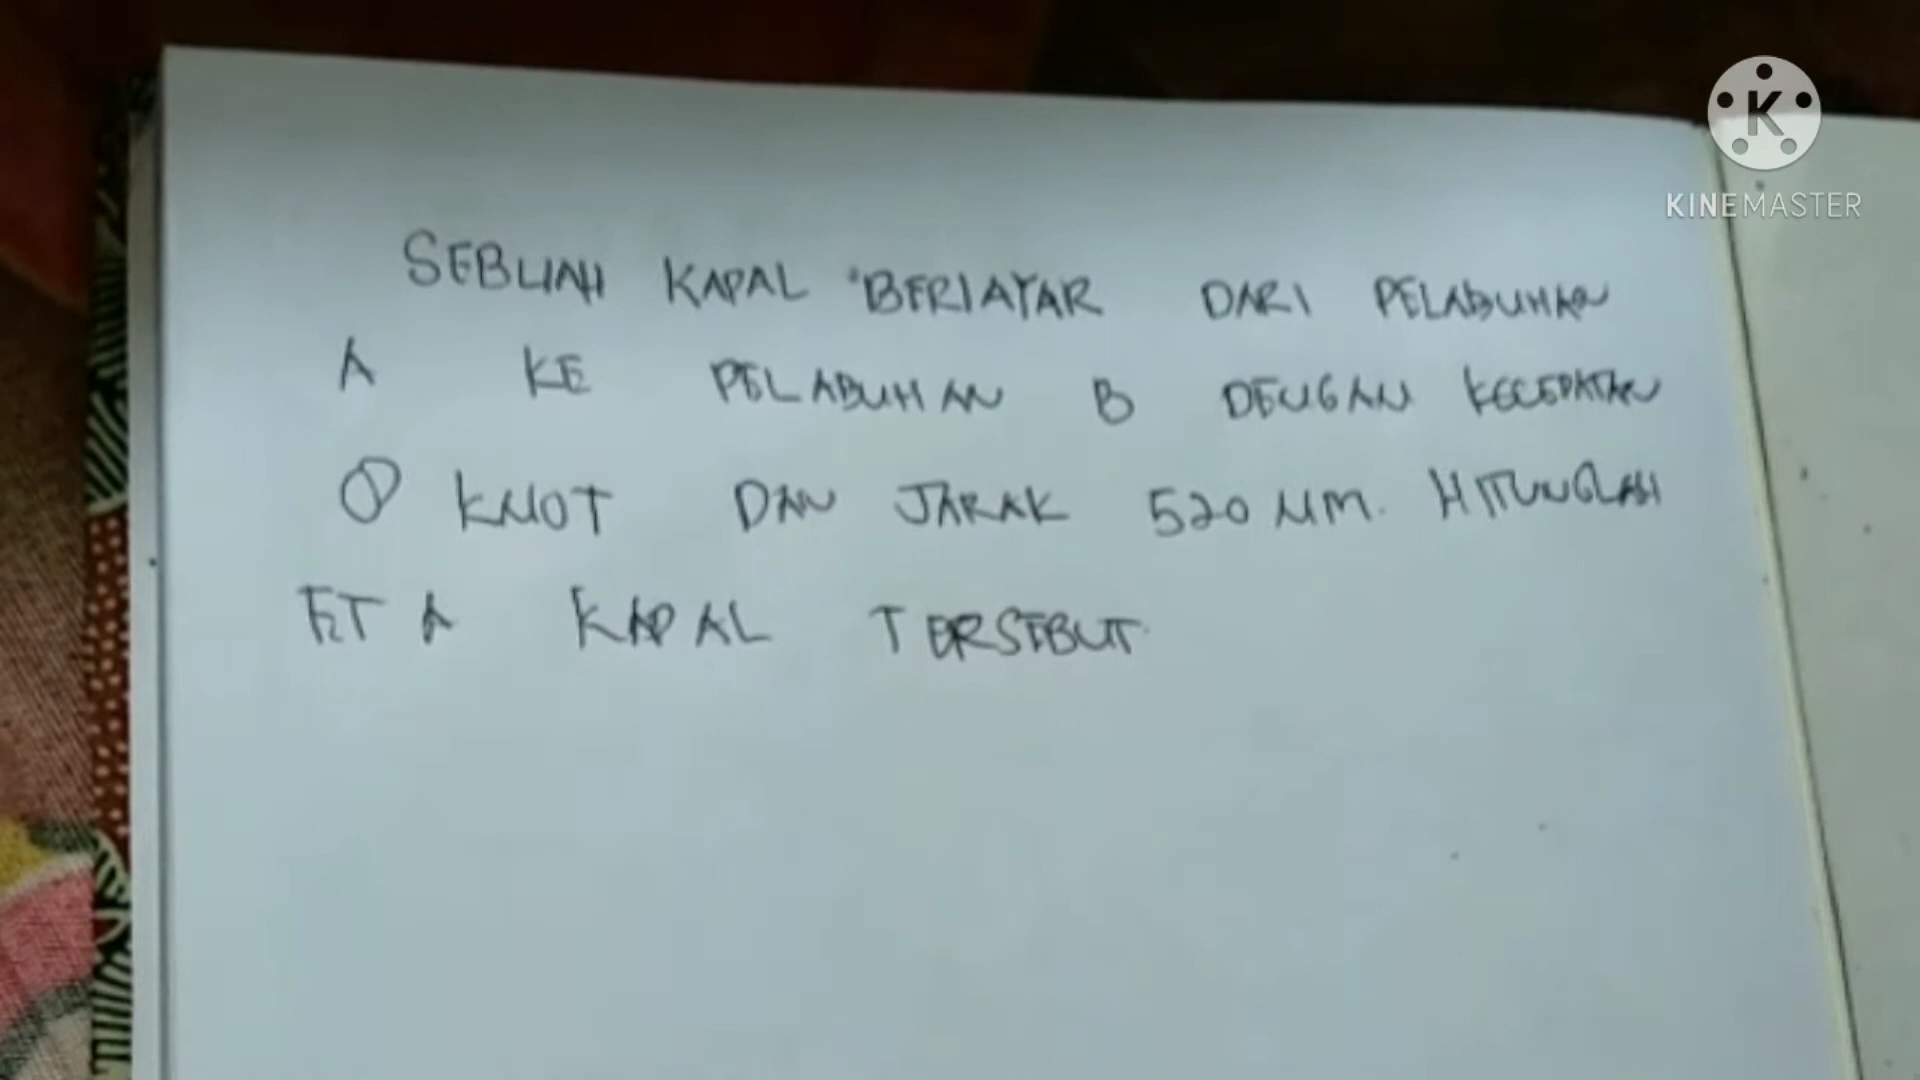 SEBUAH KAPAL BERLAYAR DARI PELABUHAN
A KE PELABUHAN B DENGAN KECEPATAN
KNOT DAN JARAK 520 NM. HITUNGLAH
ETA KAPAL TERSEBUT.
K
KINEMASTER